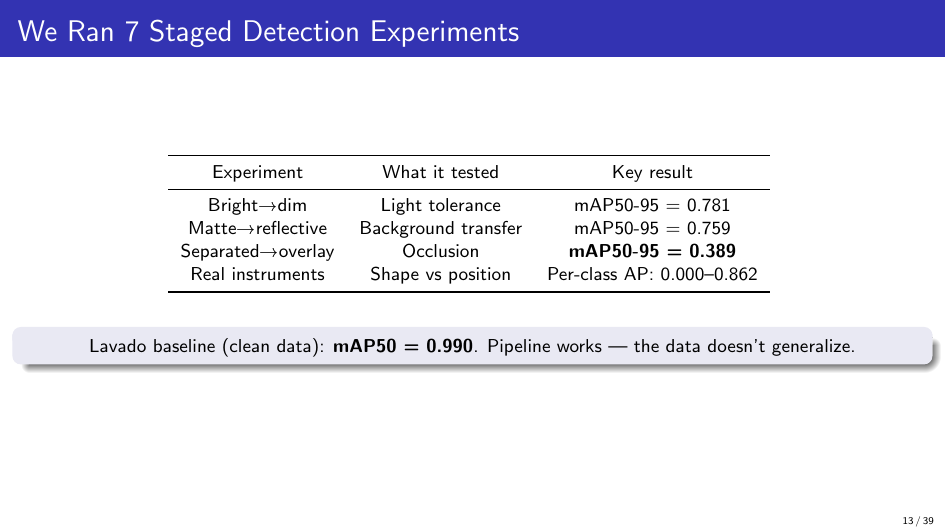 We Ran 7 Staged Detection Experiments
Experiment What it tested Key result
Bright→dim Light tolerance mAP50-95 = 0.781
Matte→reflective Background transfer mAP50-95 = 0.759
Separated→overlay Occlusion mAP50-95 = 0.389
Real instruments Shape vs position Per-class AP: 0.000–0.862
Lavado baseline (clean data): mAP50 = 0.990. Pipeline works — the data doesn't generalize.
13 / 39